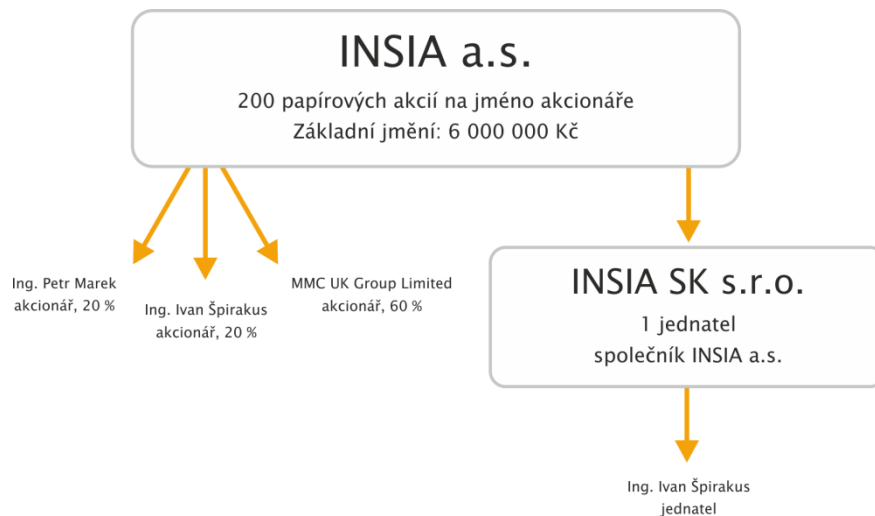 INSIA a.s.
200 papírových akcií na jméno akcionáře
Základní jmění: 6 000 000 Kč
Ing. Petr Marek
akcionář, 20 %
Ing. Ivan Špirakus
akcionář, 20 %
MMC UK Group Limited
akcionář, 60 %
INSIA SK s.r.o.
1 jednatel
společník INSIA a.s.
Ing. Ivan Špirakus
jednatel